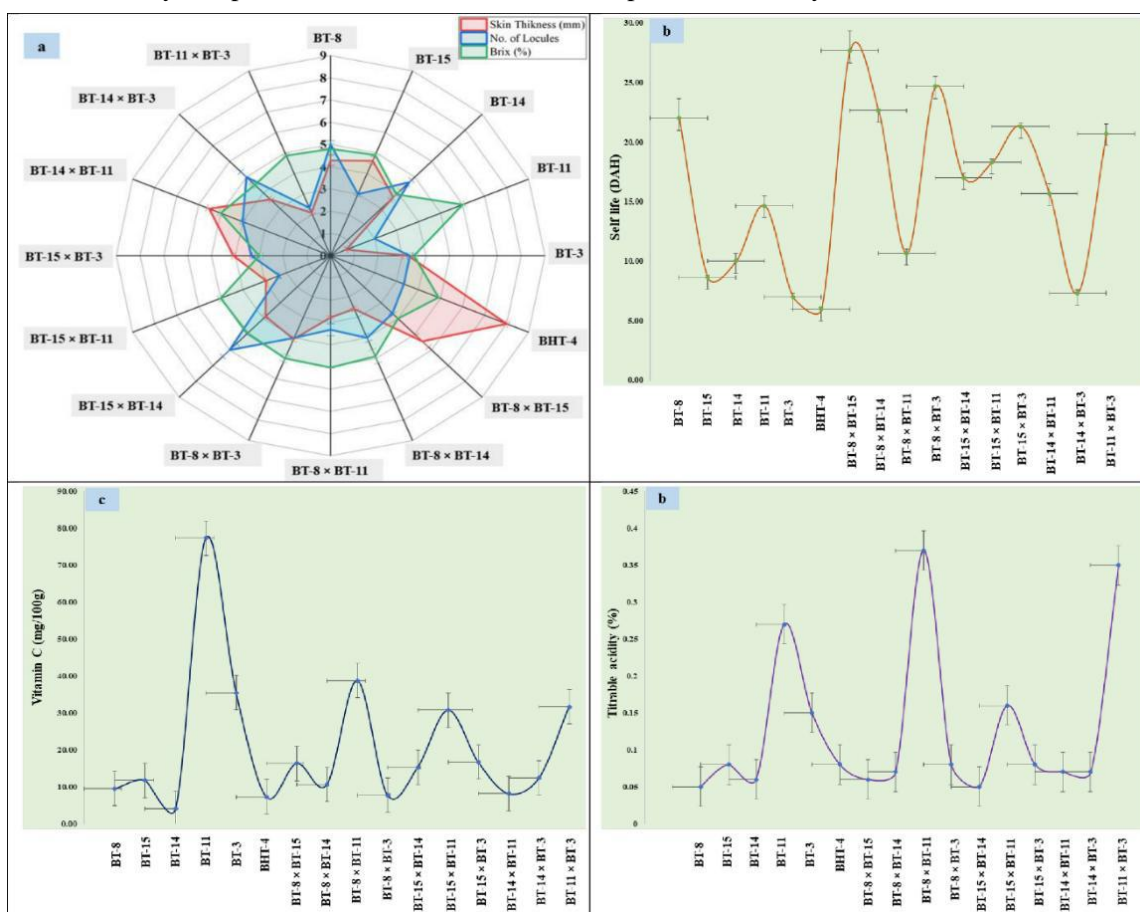 a
Skin Thikness (mm)
No. of Locules
Brix (%)
BT-8
BT-15
BT-14
BT-11
BT-3
BHT-4
BT-8 × BT-15
BT-8 × BT-14
BT-8 × BT-11
BT-8 × BT-3
BT-15 × BT-14
BT-15 × BT-11
BT-15 × BT-3
BT-14 × BT-11
BT-14 × BT-3
BT-11 × BT-3
9
8
7
6
5
4
3
2
1
0
b
Self life (DAH)
30.00
25.00
20.00
15.00
10.00
5.00
0.00
BT-8
BT-15
BT-14
BT-11
BT-3
BHT-4
BT-8 × BT-15
BT-8 × BT-14
BT-8 × BT-11
BT-8 × BT-3
BT-15 × BT-14
BT-15 × BT-11
BT-15 × BT-3
BT-14 × BT-11
BT-14 × BT-3
BT-11 × BT-3
c
Vitamin C (mg/100g)
90.00
80.00
70.00
60.00
50.00
40.00
30.00
20.00
10.00
0.00
BT-8
BT-15
BT-14
BT-11
BT-3
BHT-4
BT-8 × BT-15
BT-8 × BT-14
BT-8 × BT-11
BT-8 × BT-3
BT-15 × BT-14
BT-15 × BT-11
BT-15 × BT-3
BT-14 × BT-11
BT-14 × BT-3
BT-11 × BT-3
b
Titrable acidity (%)
0.45
0.4
0.35
0.3
0.25
0.2
0.15
0.1
0.05
0
BT-8
BT-15
BT-14
BT-11
BT-3
BHT-4
BT-8 × BT-15
BT-8 × BT-14
BT-8 × BT-11
BT-8 × BT-3
BT-15 × BT-14
BT-15 × BT-11
BT-15 × BT-3
BT-14 × BT-11
BT-14 × BT-3
BT-11 × BT-3